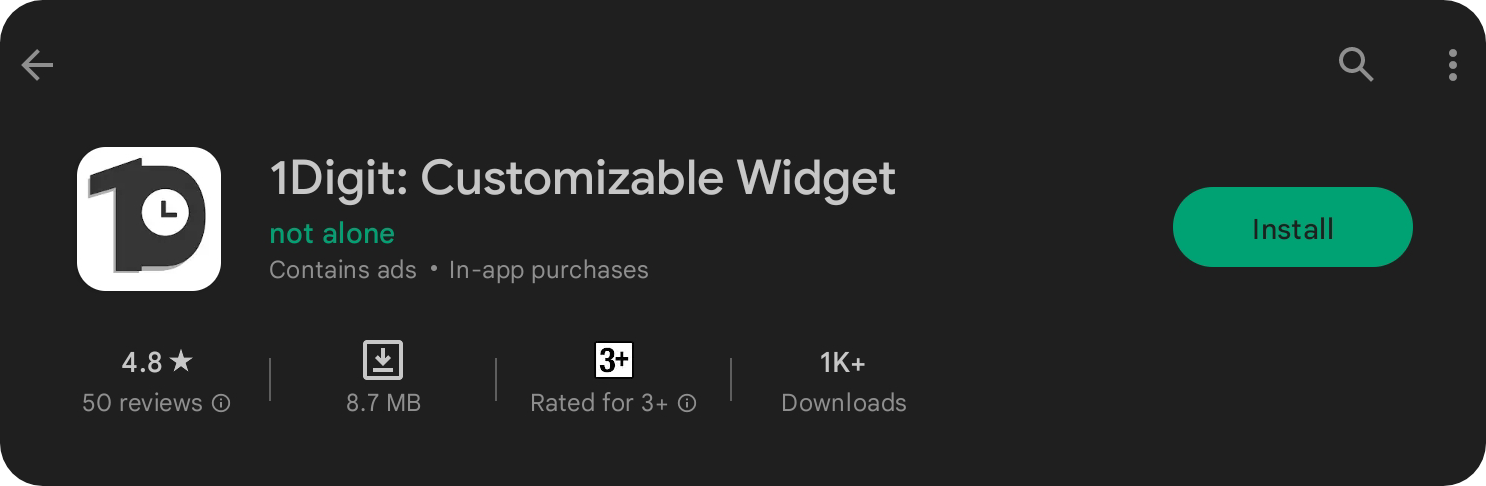 1Digit: Customizable Widget
not alone
Contains ads • In-app purchases
Install
4.8 ★
50 reviews
8.7 MB
3+
Rated for 3+
1K+
Downloads